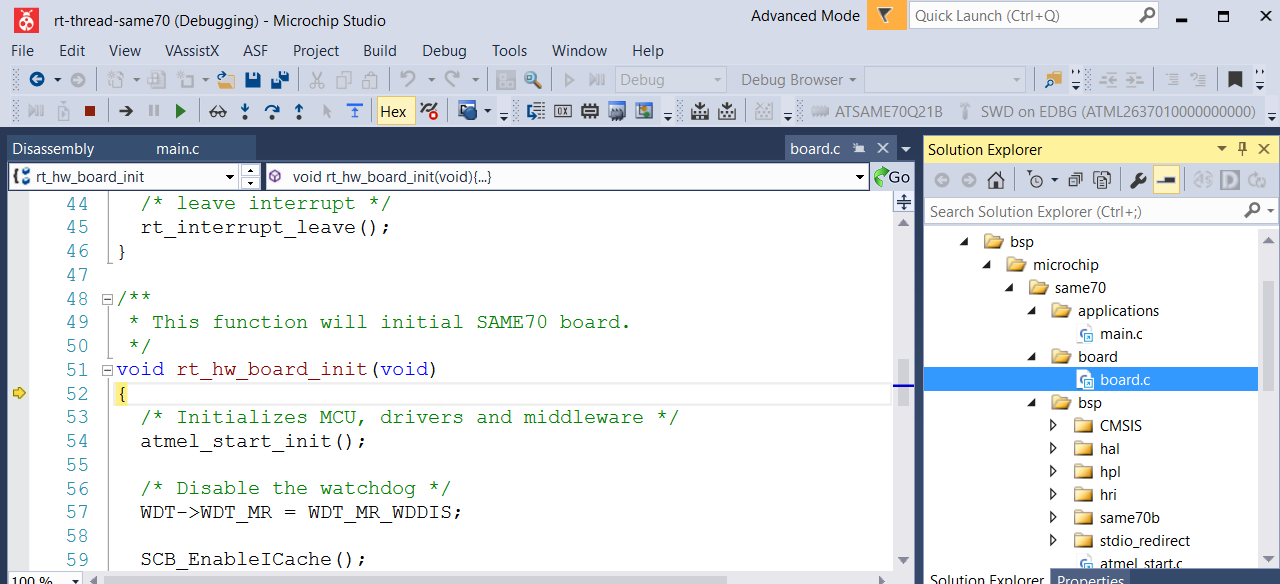 rt-thread-same70 (Debugging) - Microchip Studio
Advanced Mode
Quick Launch (Ctrl+Q)
File Edit View VAssistX ASF Project Build Debug Tools Window Help
Debug Debug Browser
Hex
ATSAME70Q21B SWD on EDBG (ATML2637010000000000)
Disassembly main.c board.c
rt_hw_board_init void rt_hw_board_init(void){...} Go
44 /* leave interrupt */
45 rt_interrupt_leave();
46 }
47
48 /**
49 * This function will initial SAME70 board.
50 */
51 void rt_hw_board_init(void)
52 {
53 /* Initializes MCU, drivers and middleware */
54 atmel_start_init();
55
56 /* Disable the watchdog */
57 WDT->WDT_MR = WDT_MR_WDDIS;
58
59 SCB_EnableICache();
100 %
Solution Explorer
Search Solution Explorer (Ctrl+;)
bsp
microchip
same70
applications
main.c
board
board.c
bsp
CMSIS
hal
hpl
hri
same70b
stdio_redirect
atmel_start.c
Solution Explorer Properties